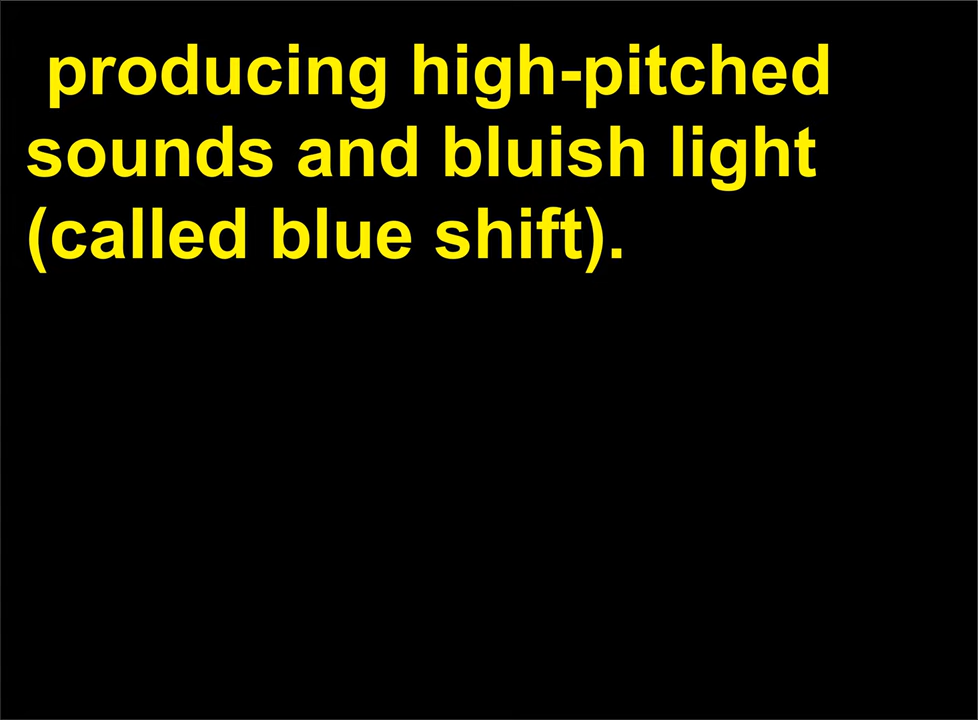 producing high-pitched
sounds and bluish light
(called blue shift).